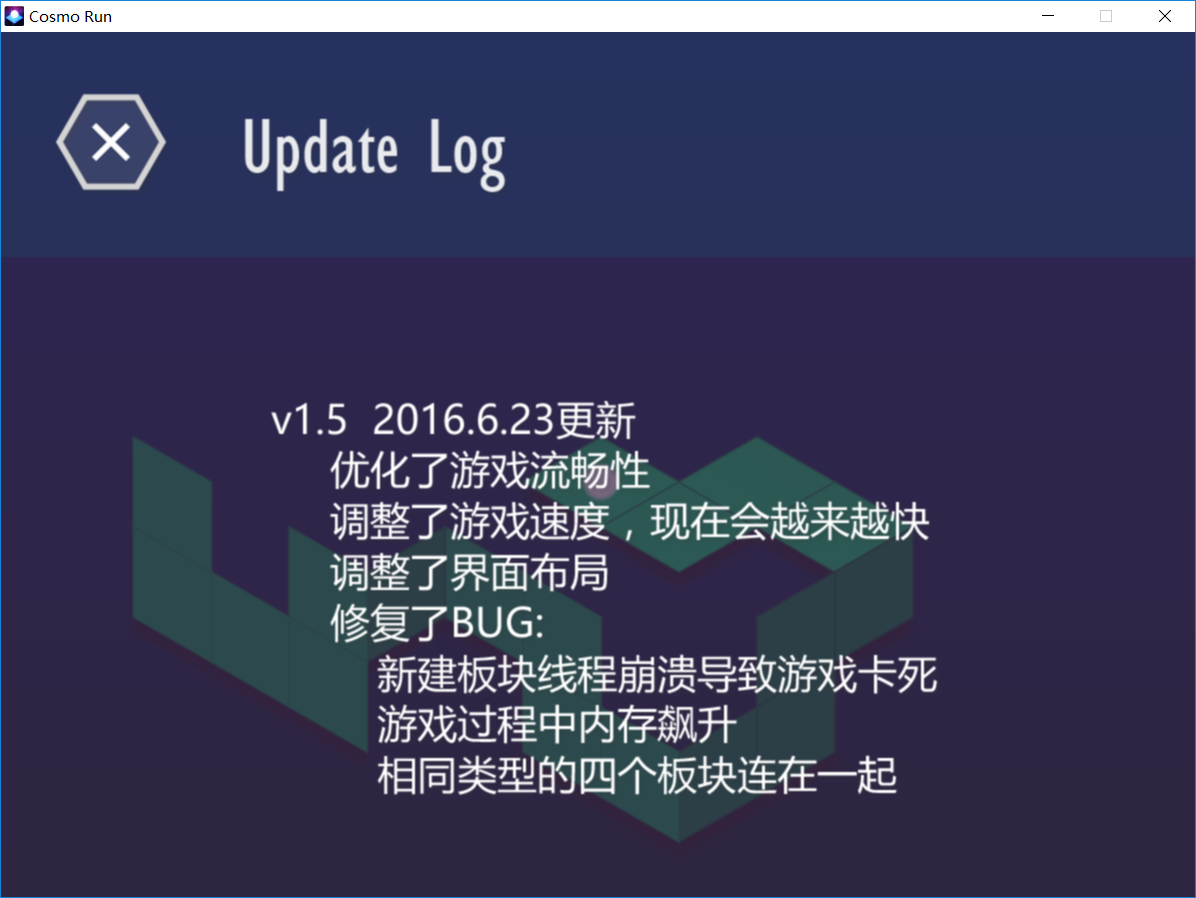 Cosmo Run
Update Log
v1.5 2016.6.23更新
优化了游戏流畅性
调整了游戏速度，现在会越来越快
调整了界面布局
修复了BUG:
新建板块线程崩溃导致游戏卡死
游戏过程中内存飙升
相同类型的四个板块连在一起